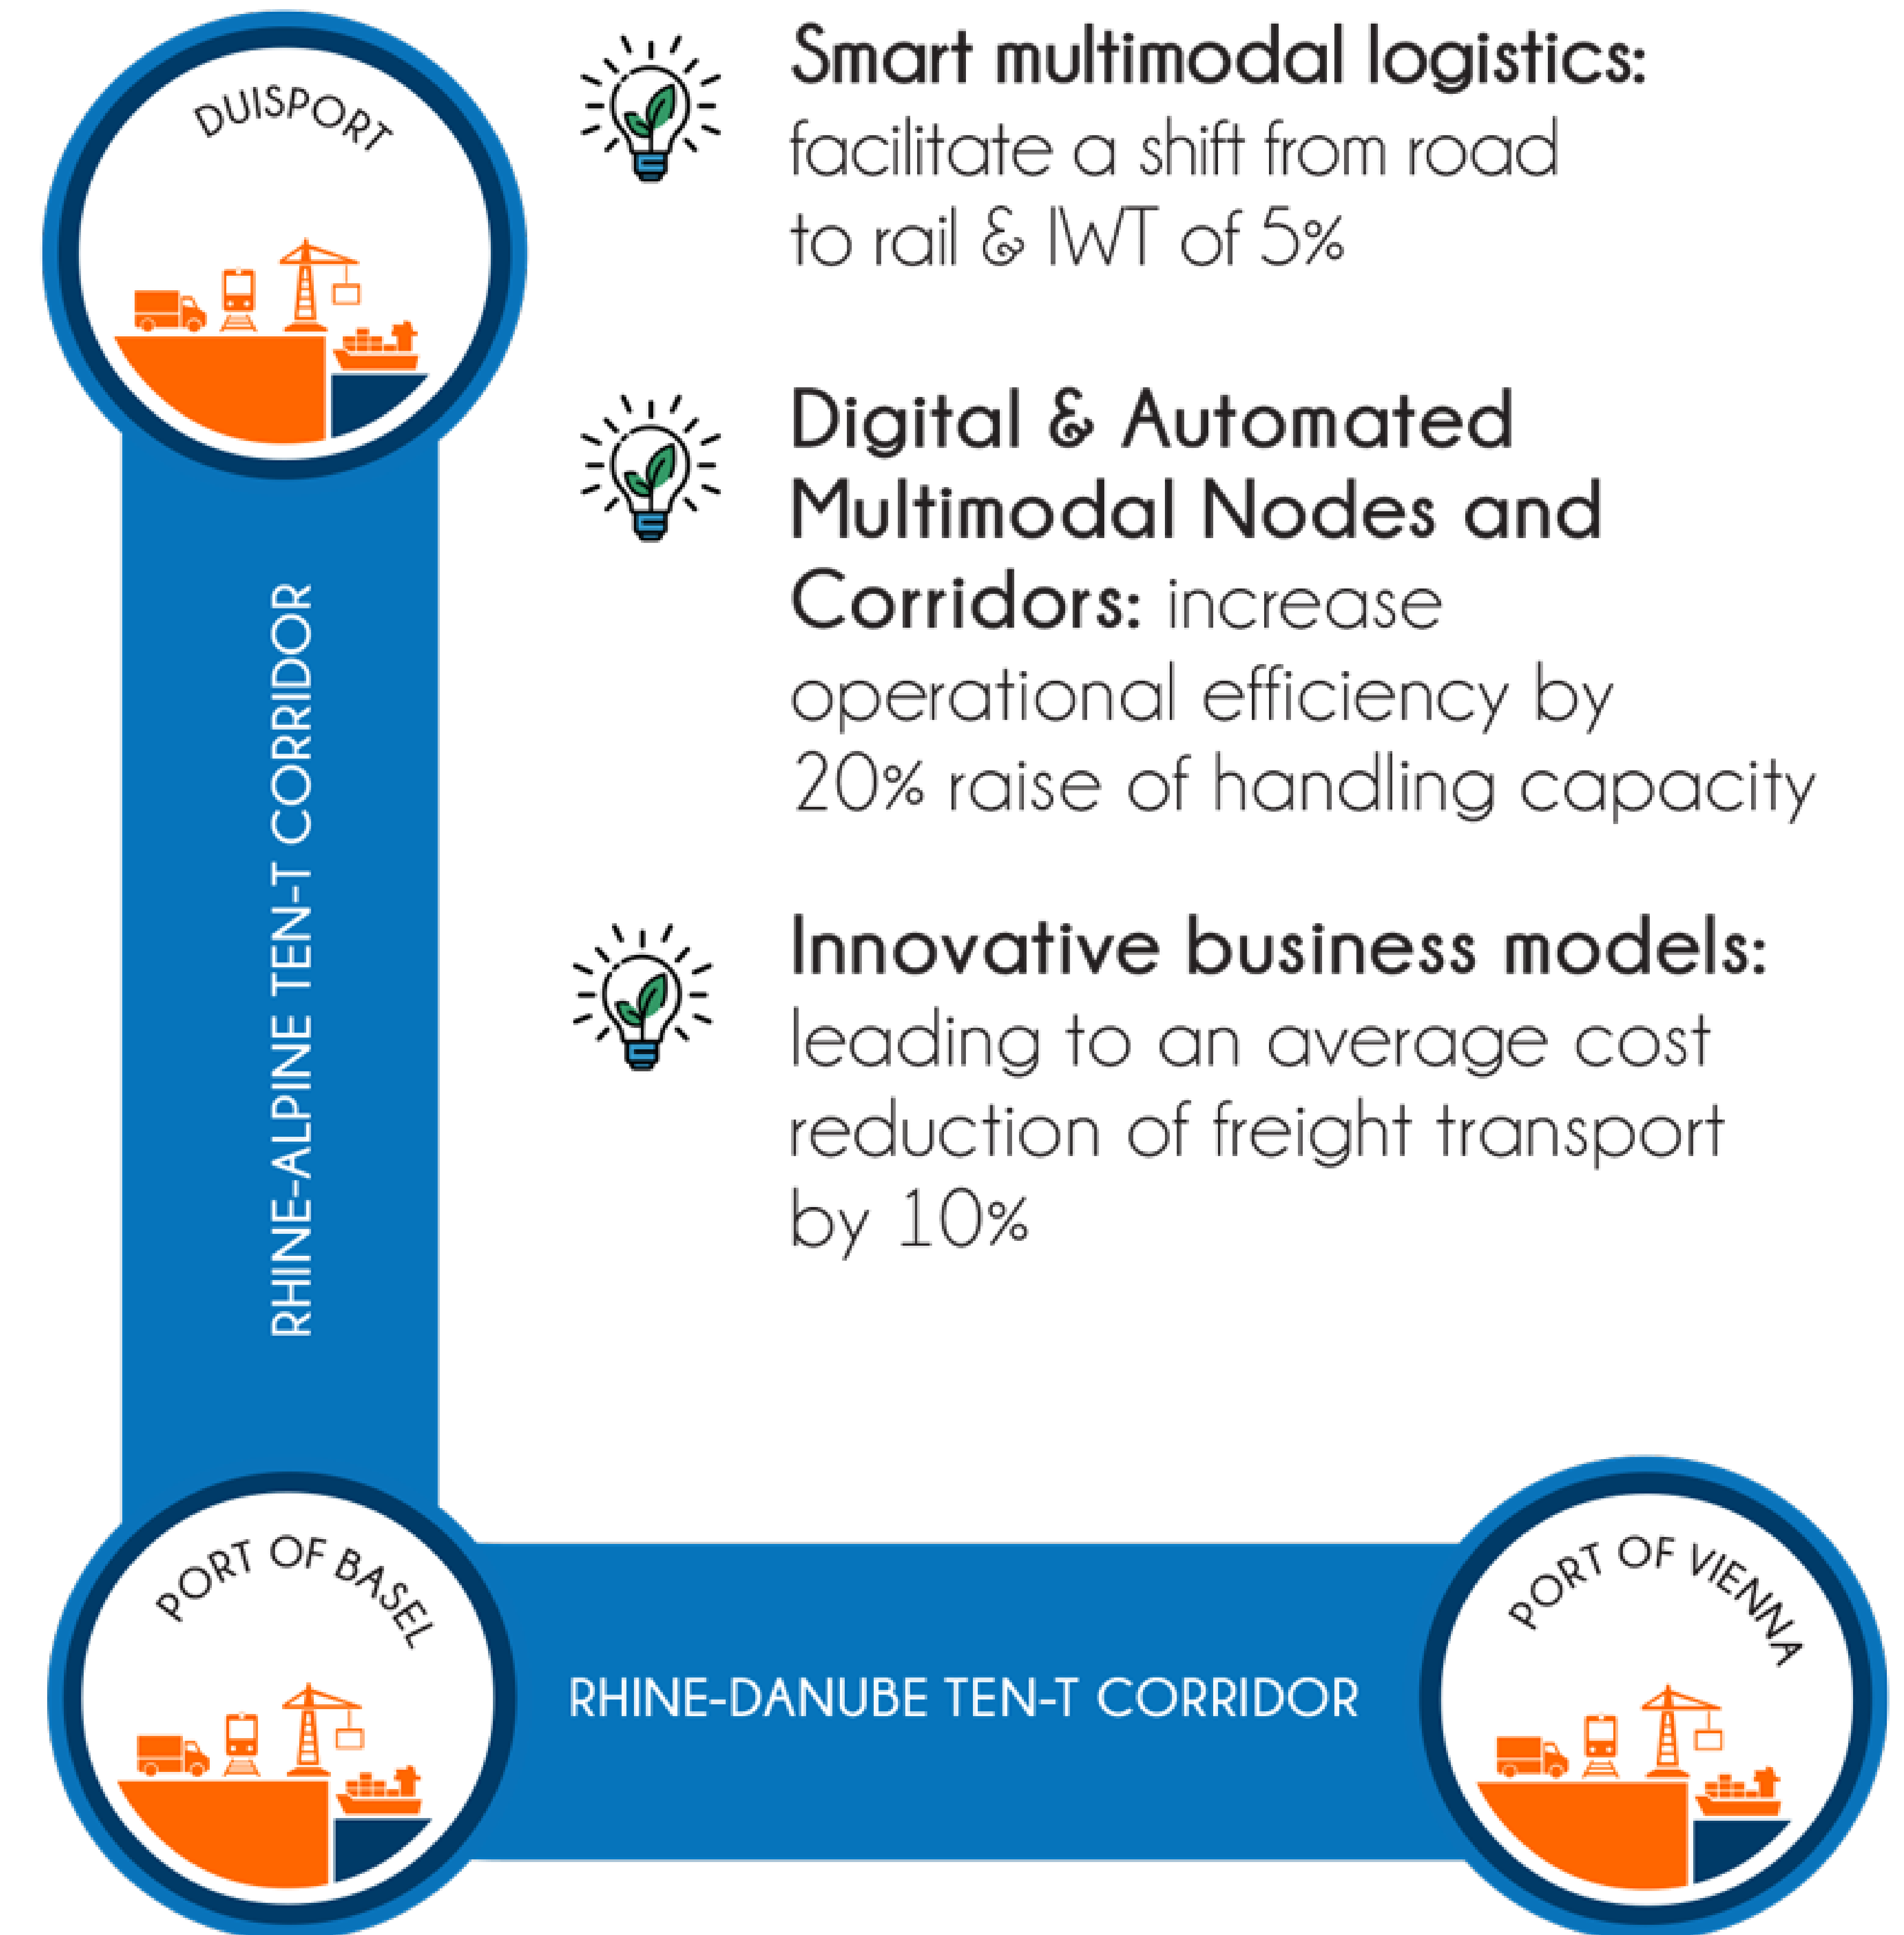 DUISPORT
Smart multimodal logistics:
facilitate a shift from road
to rail & IWT of 5%
Digital & Automated
Multimodal Nodes and
Corridors: increase
operational efficiency by
20% raise of handling capacity
Innovative business models:
leading to an average cost
reduction of freight transport
by 10%
RHINE-ALPINE TEN-T CORRIDOR
PORT OF BASEL
RHINE-DANUBE TEN-T CORRIDOR
PORT OF VIENNA